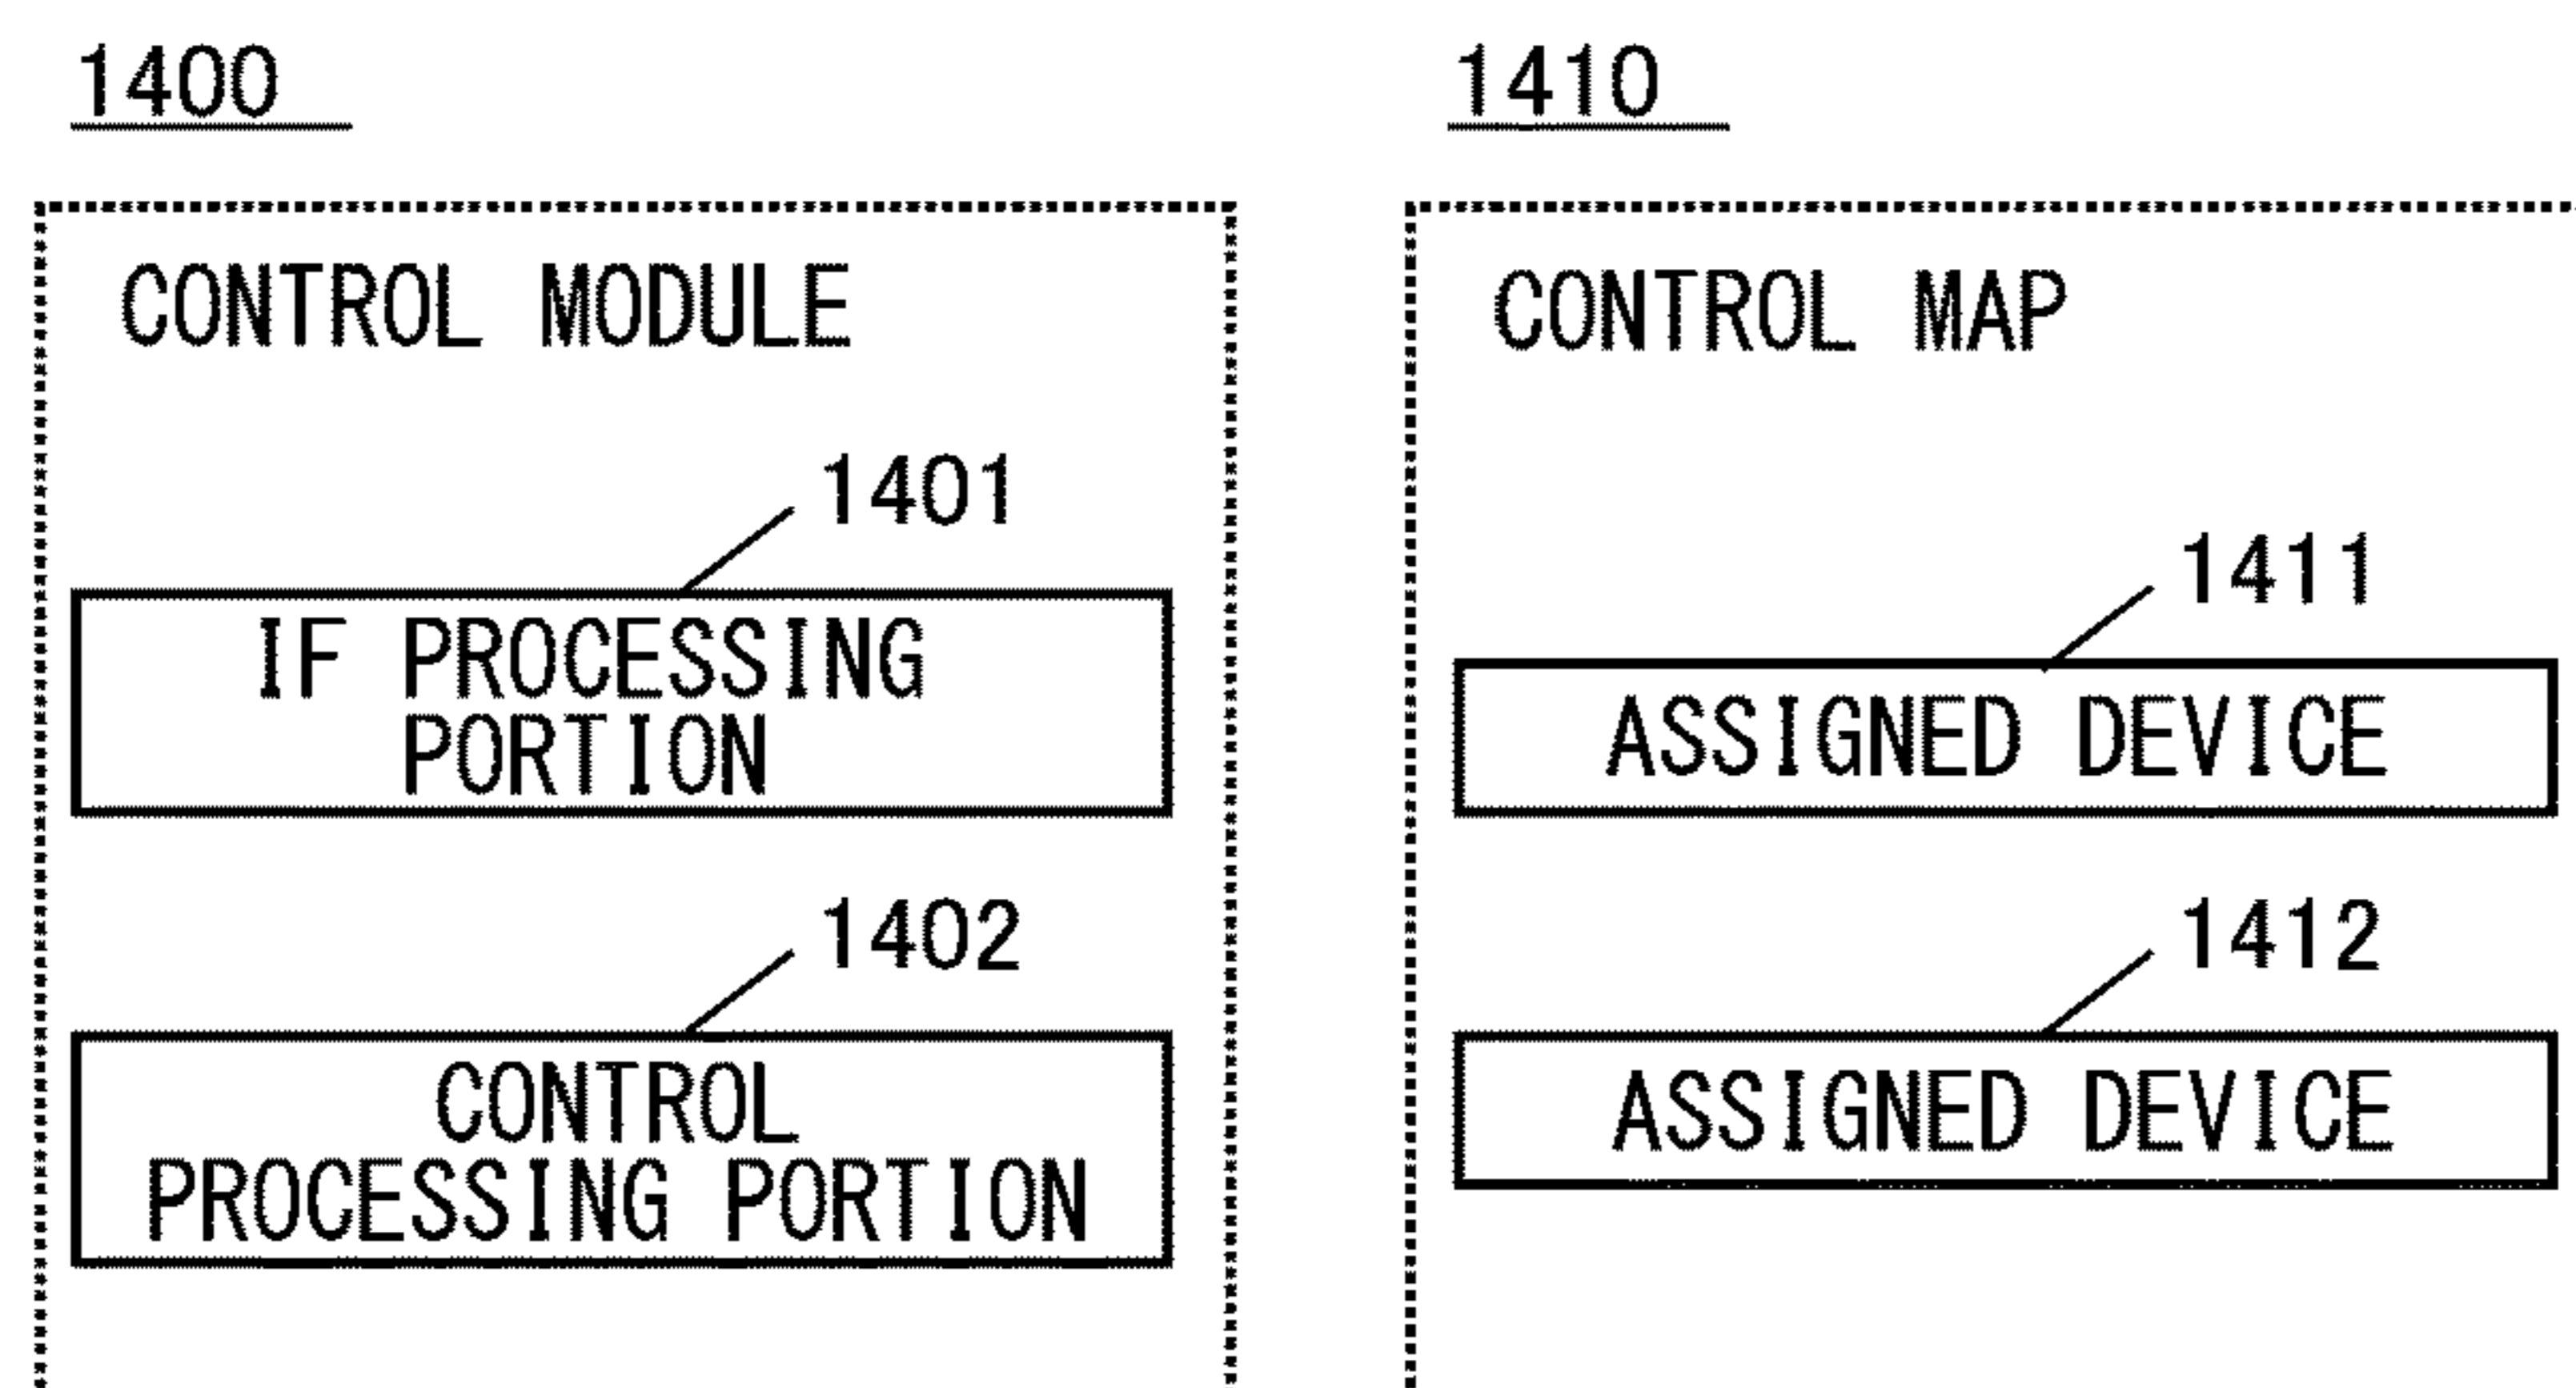 1400
CONTROL MODULE
1401
IF PROCESSING
PORTION
1402
CONTROL
PROCESSING PORTION
1410
CONTROL MAP
1411
ASSIGNED DEVICE
1412
ASSIGNED DEVICE